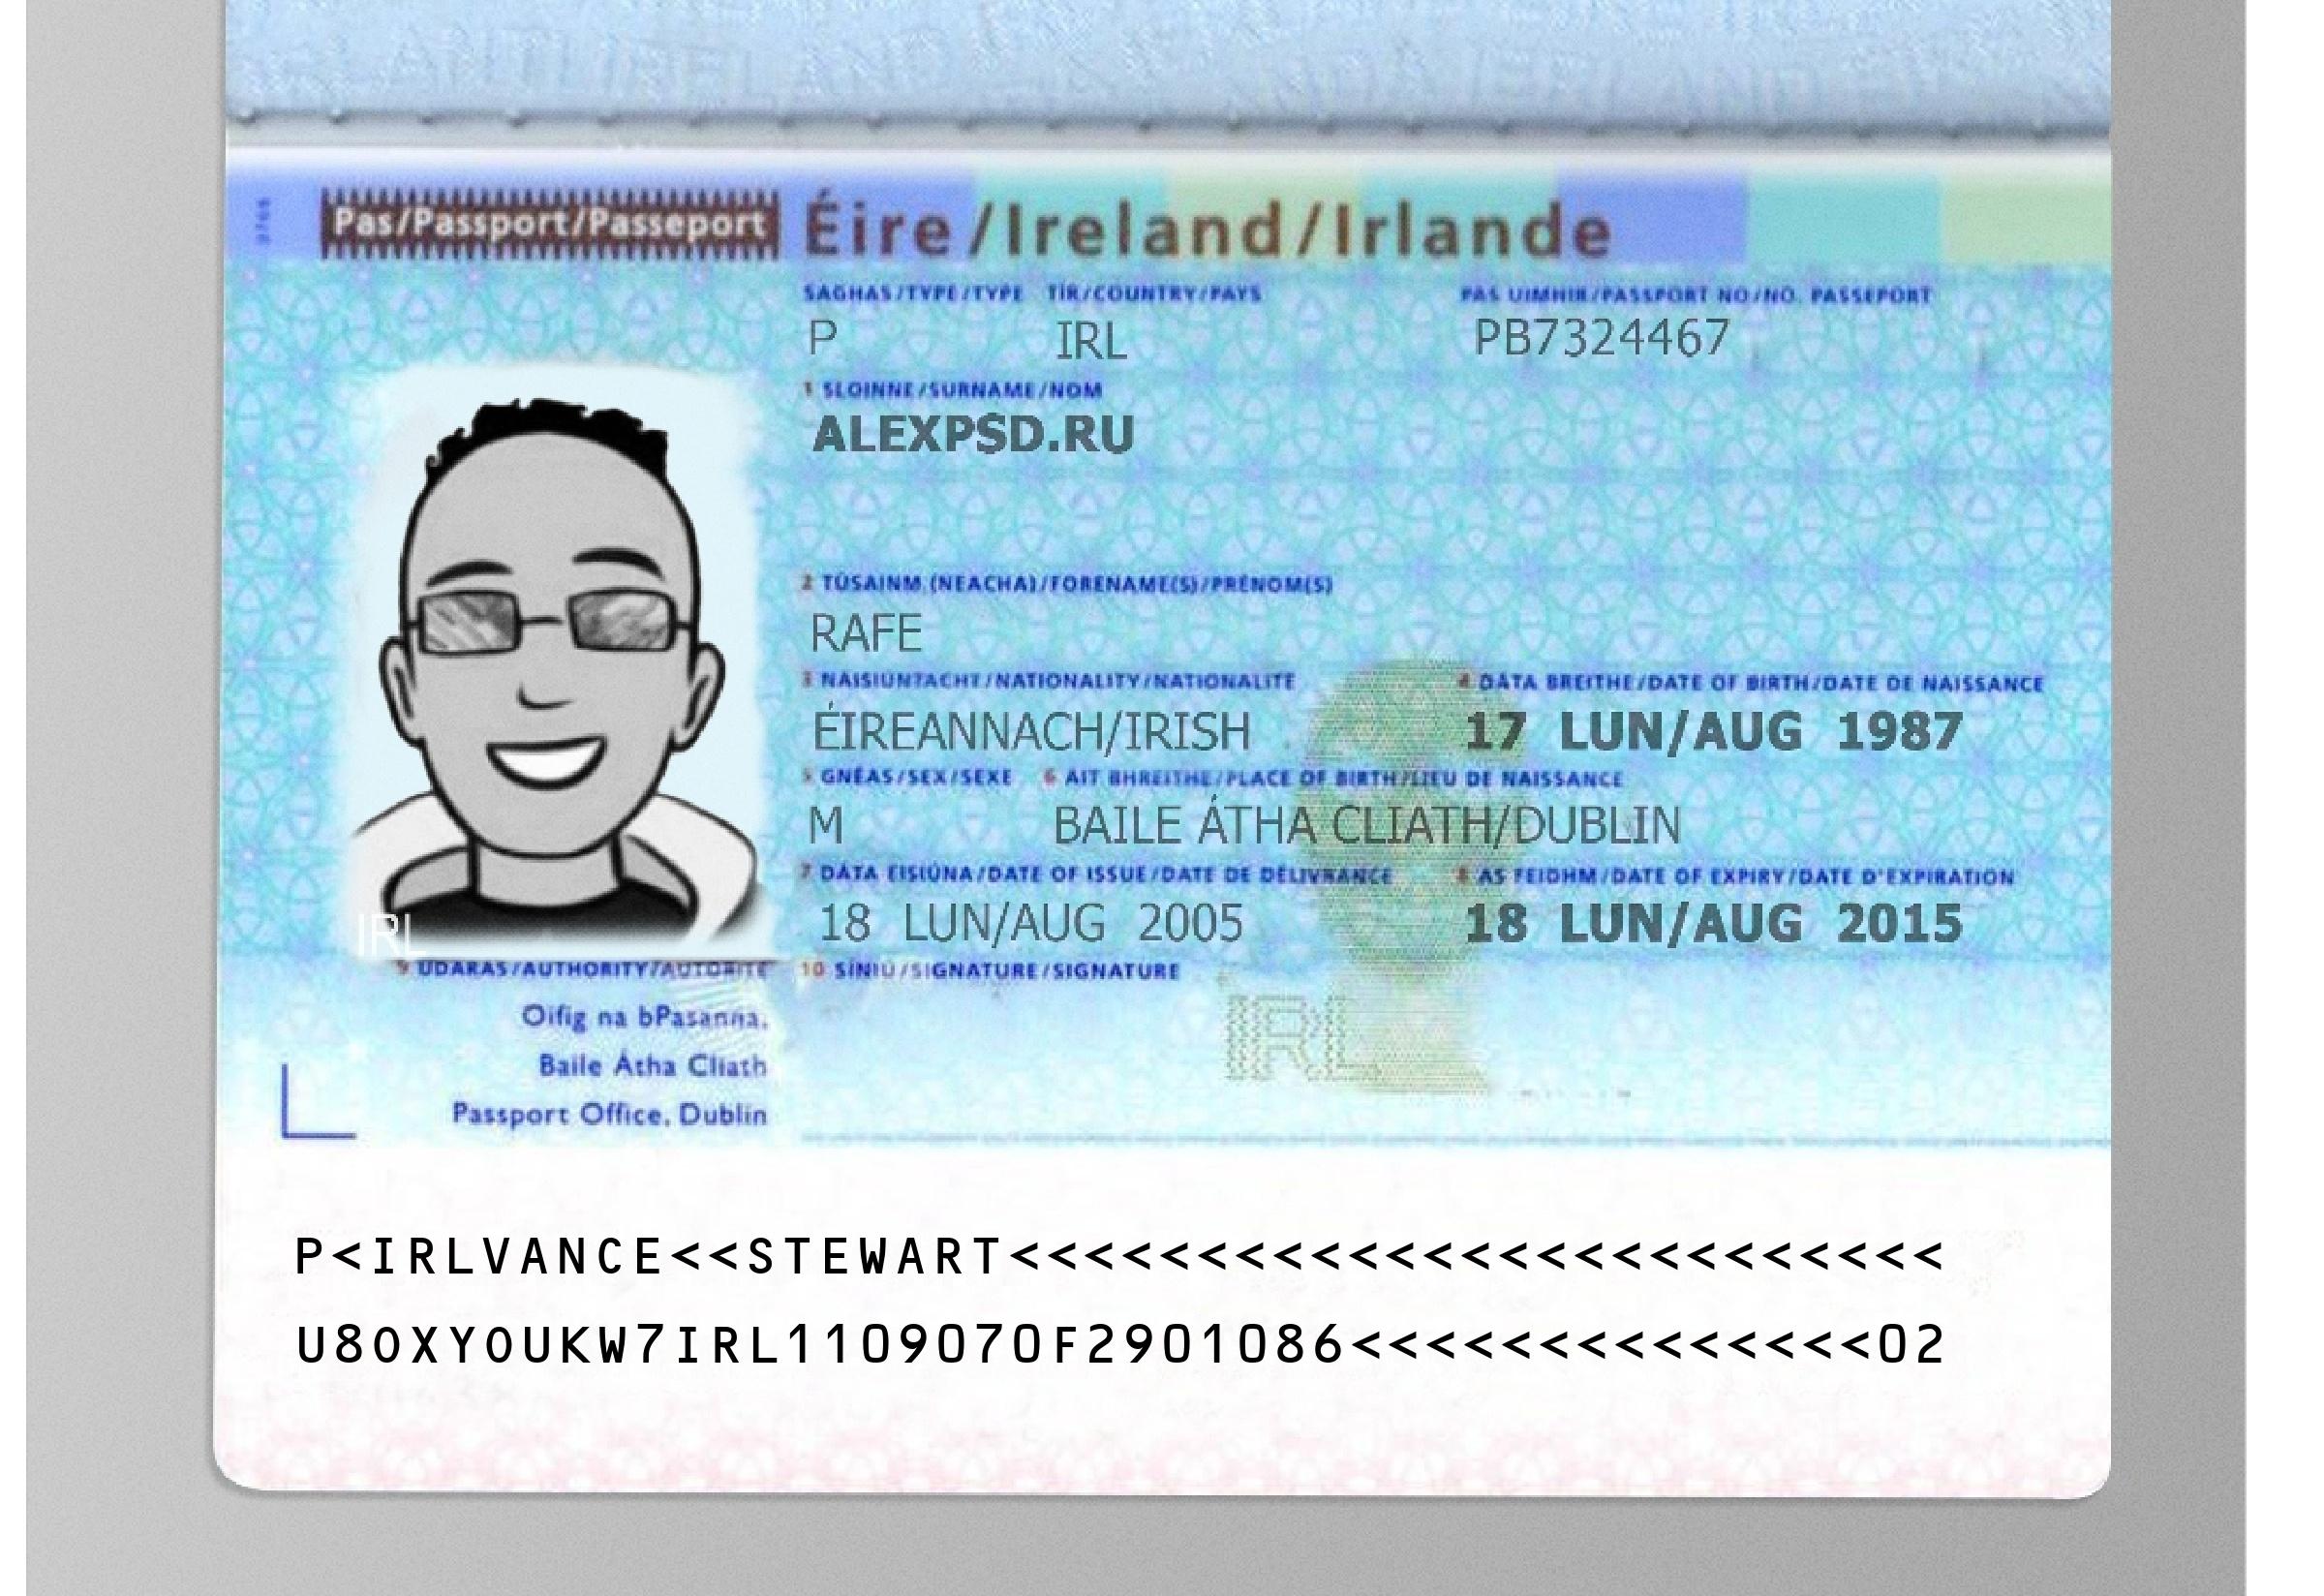 Pas/Passport/Passeport Éire/Ireland/Irlande
SAGHAS/TYPE/TYPE TÍR/COUNTRY/PAYS PAS UIMHIR/PASSPORT NO/NO. PASSEPORT
P IRL PB7324467
1 SLOINNE/SURNAME/NOM
ALEXPSD.RU
2 TÚSAINM (NEACHA)/FORENAME(S)/PRÉNOM(S)
RAFE
3 NÁISIÚNTACHT/NATIONALITY/NATIONALITÉ 4 DÁTA BREITHE/DATE OF BIRTH/DATE DE NAISSANCE
ÉIREANNACH/IRISH 17 LUN/AUG 1987
5 GNÉAS/SEX/SEXE 6 ÁIT BHREITHE/PLACE OF BIRTH/LIEU DE NAISSANCE
M BAILE ÁTHA CLIATH/DUBLIN
7 DÁTA EISIÚNA/DATE OF ISSUE/DATE DE DÉLIVRANCE 8 AS FEIDHM/DATE OF EXPIRY/DATE D'EXPIRATION
18 LUN/AUG 2005 18 LUN/AUG 2015
IRL
9 ÚDARÁS/AUTHORITY/AUTORITÉ 10 SÍNIÚ/SIGNATURE/SIGNATURE
Oifig na bPasanna,
IRL
Baile Átha Cliath
Passport Office, Dublin
P<IRLVANCE<<STEWART<<<<<<<<<<<<<<<<<<<<<<<<<
U80XY0UKW7IRL1109070F2901086<<<<<<<<<<<<<<02